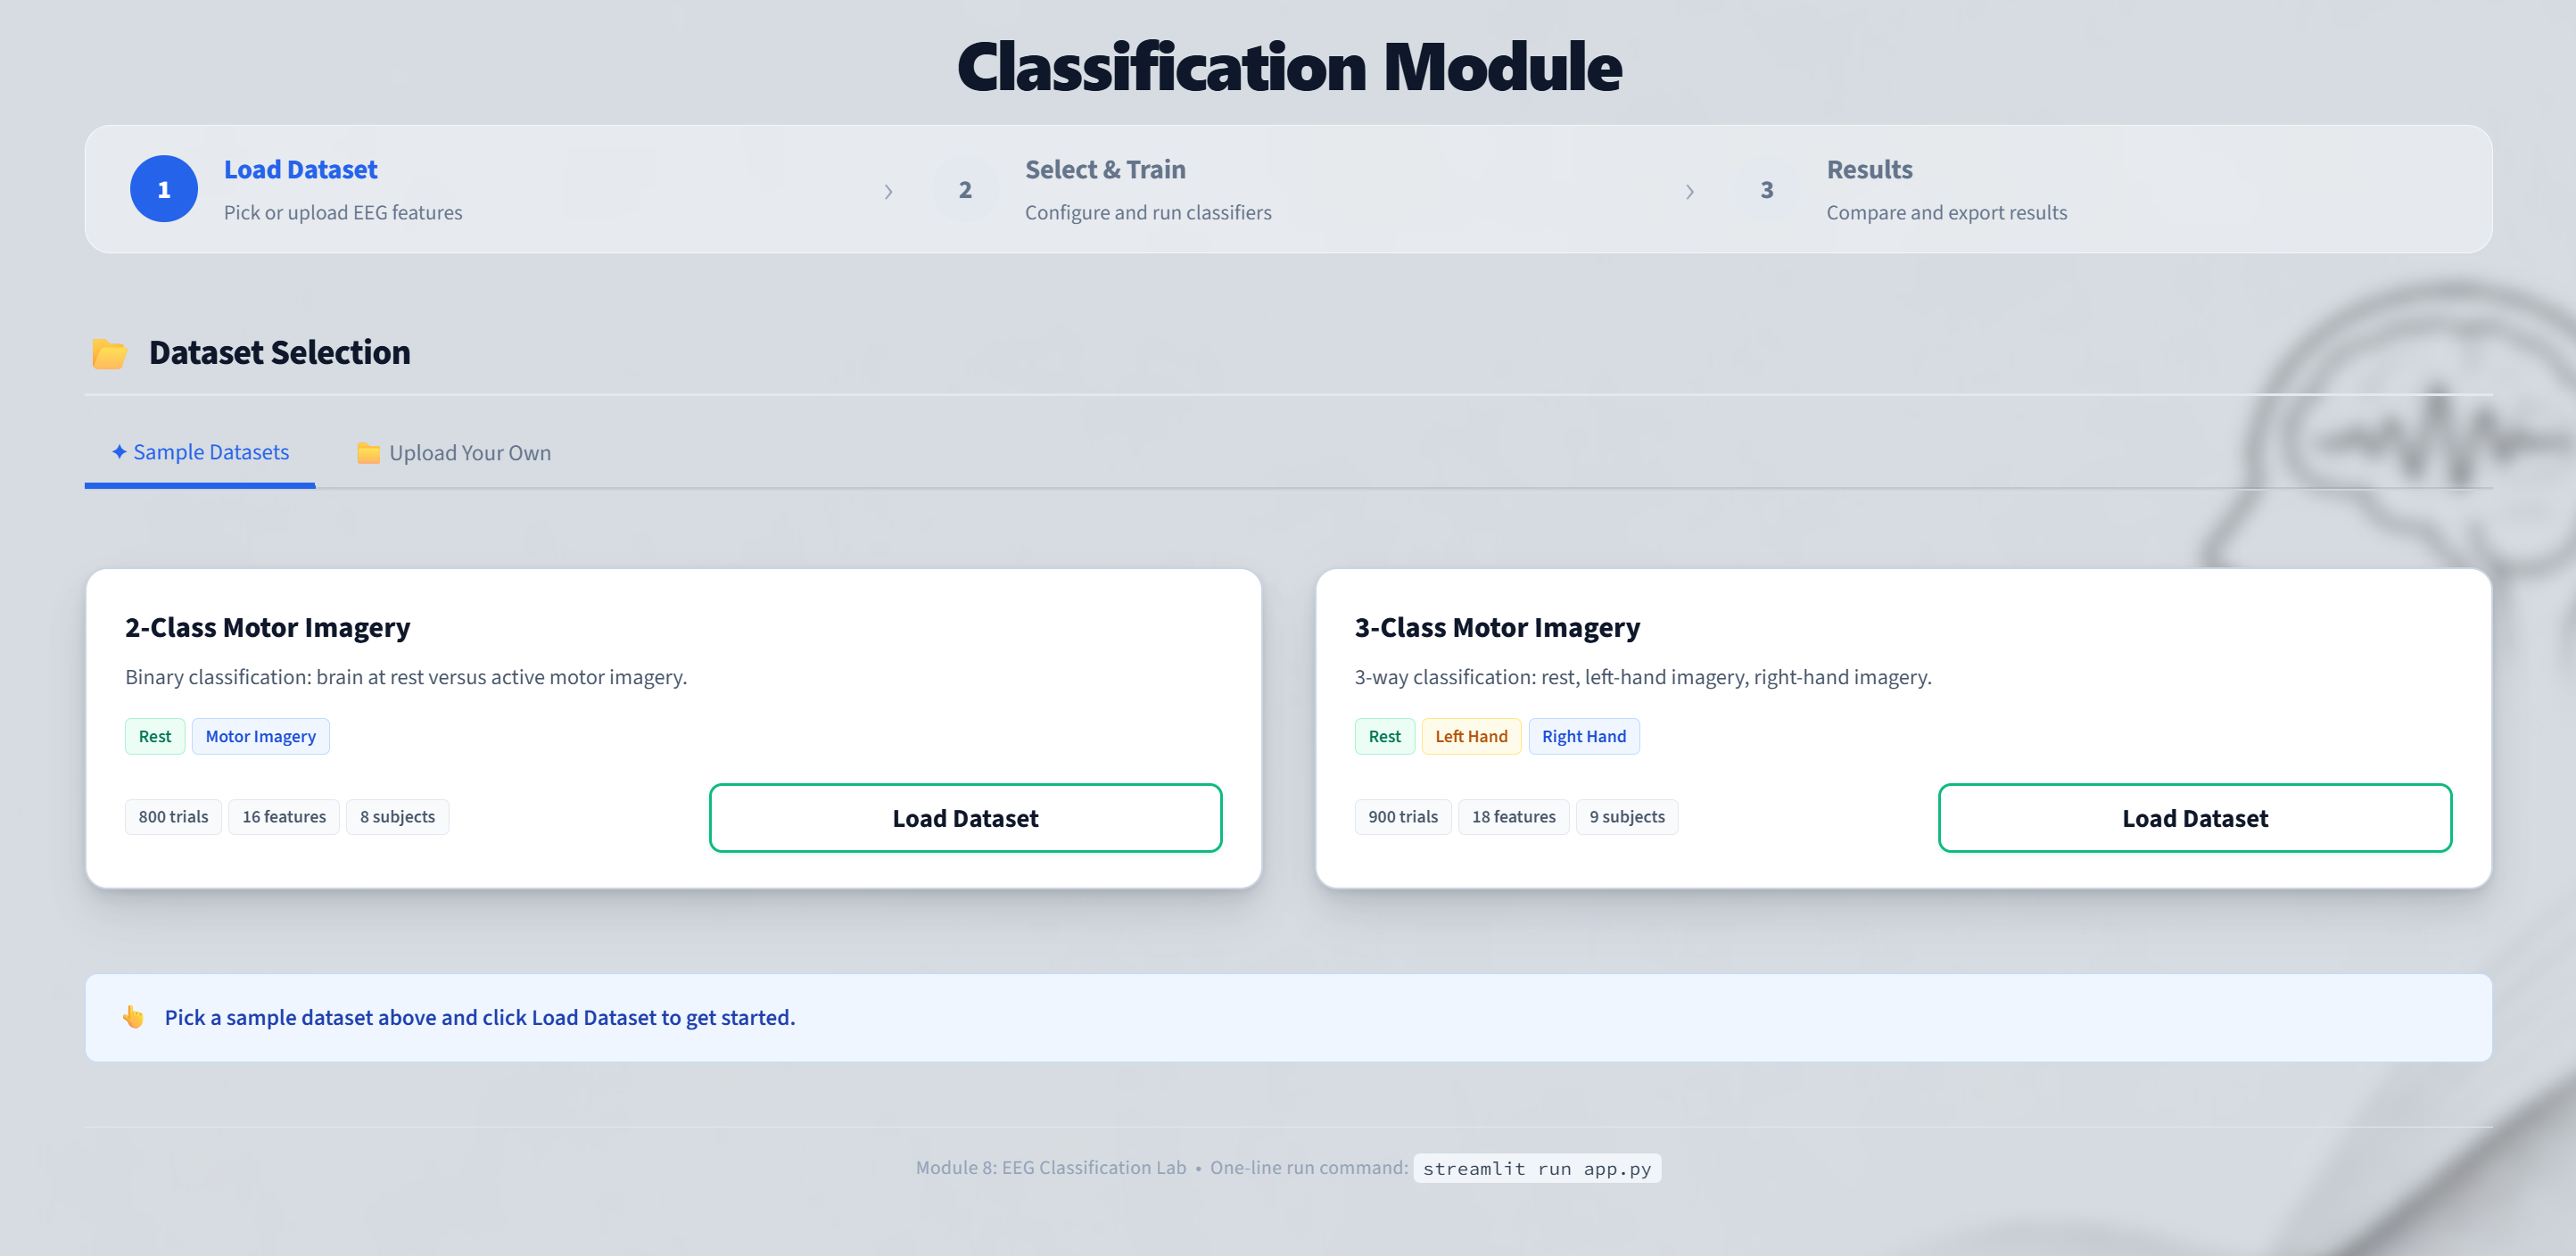 Classification Module
1
Load Dataset
Pick or upload EEG features
›
2
Select & Train
Configure and run classifiers
›
3
Results
Compare and export results
Dataset Selection
✦ Sample Datasets
Upload Your Own
2-Class Motor Imagery
Binary classification: brain at rest versus active motor imagery.
Rest Motor Imagery
800 trials 16 features 8 subjects
Load Dataset
3-Class Motor Imagery
3-way classification: rest, left-hand imagery, right-hand imagery.
Rest Left Hand Right Hand
900 trials 18 features 9 subjects
Load Dataset
Pick a sample dataset above and click Load Dataset to get started.
Module 8: EEG Classification Lab • One-line run command: streamlit run app.py